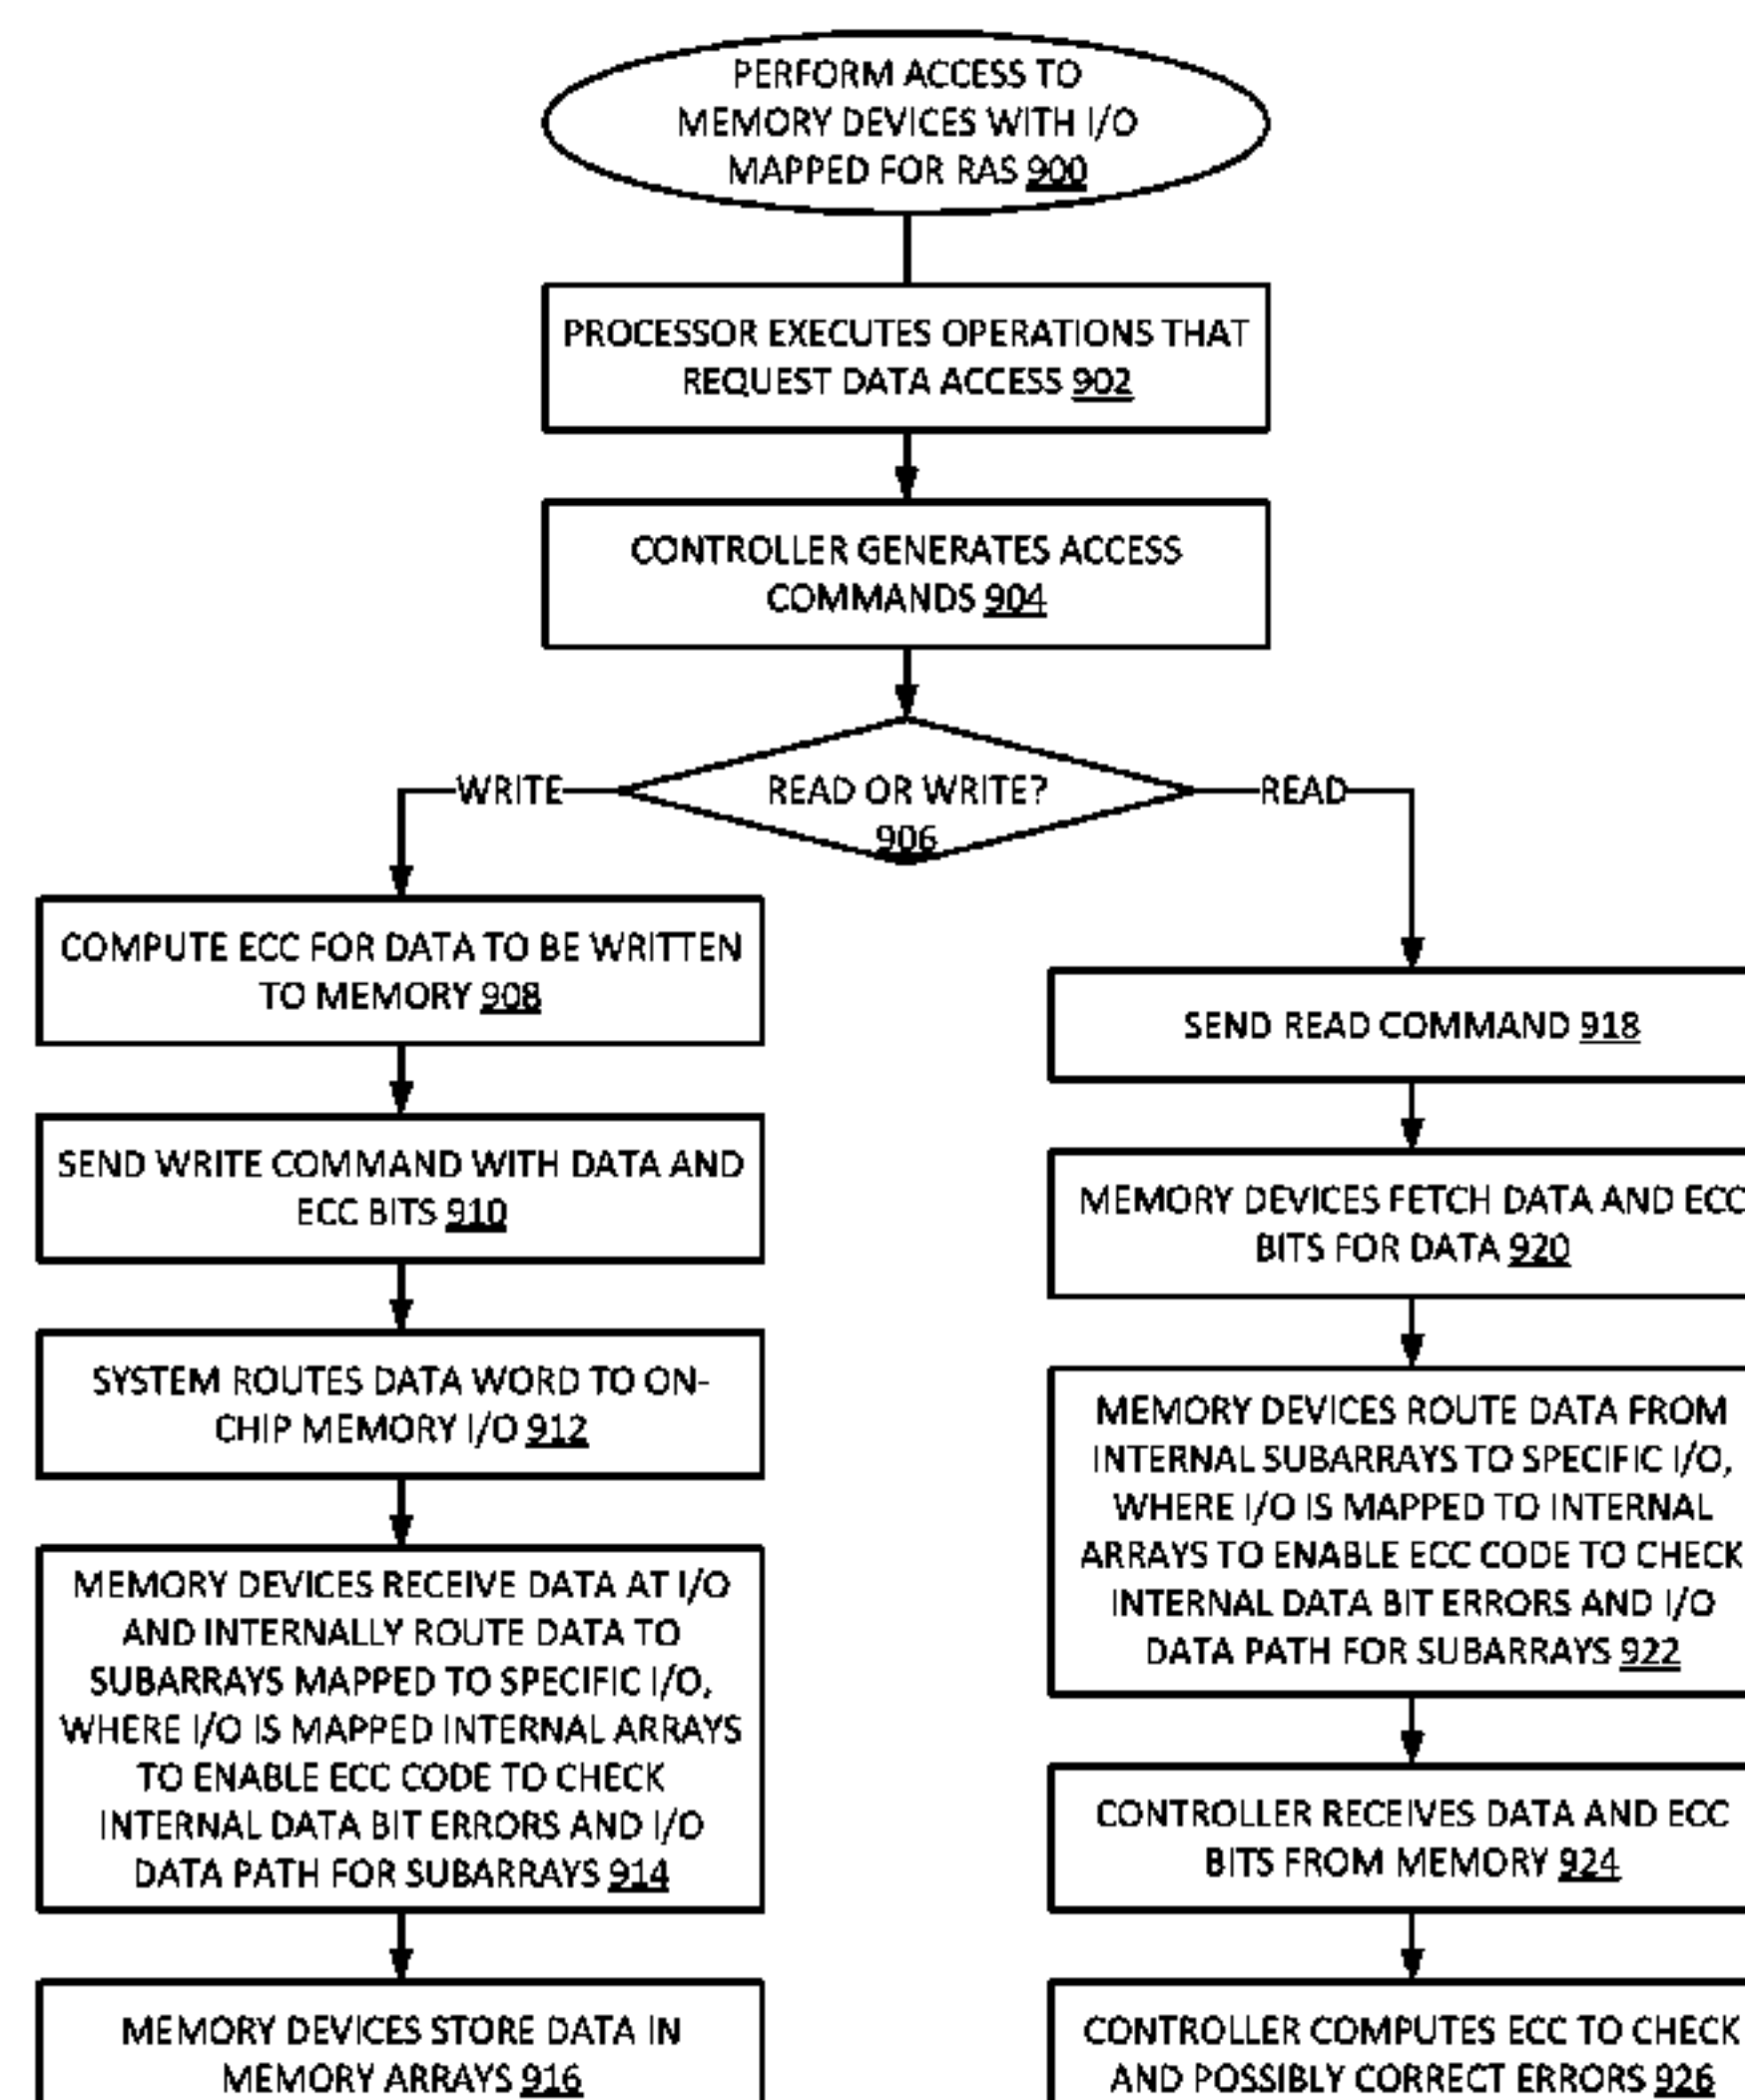 PERFORM ACCESS TO
MEMORY DEVICES WITH I/O
MAPPED FOR RAS 900
PROCESSOR EXECUTES OPERATIONS THAT
REQUEST DATA ACCESS 902
CONTROLLER GENERATES ACCESS
COMMANDS 904
READ OR WRITE?
906
WRITE
READ
COMPUTE ECC FOR DATA TO BE WRITTEN
TO MEMORY 908
SEND WRITE COMMAND WITH DATA AND
ECC BITS 910
SYSTEM ROUTES DATA WORD TO ON-
CHIP MEMORY I/O 912
MEMORY DEVICES RECEIVE DATA AT I/O
AND INTERNALLY ROUTE DATA TO
SUBARRAYS MAPPED TO SPECIFIC I/O,
WHERE I/O IS MAPPED INTERNAL ARRAYS
TO ENABLE ECC CODE TO CHECK
INTERNAL DATA BIT ERRORS AND I/O
DATA PATH FOR SUBARRAYS 914
MEMORY DEVICES STORE DATA IN
MEMORY ARRAYS 916
SEND READ COMMAND 918
MEMORY DEVICES FETCH DATA AND ECC
BITS FOR DATA 920
MEMORY DEVICES ROUTE DATA FROM
INTERNAL SUBARRAYS TO SPECIFIC I/O,
WHERE I/O IS MAPPED TO INTERNAL
ARRAYS TO ENABLE ECC CODE TO CHECK
INTERNAL DATA BIT ERRORS AND I/O
DATA PATH FOR SUBARRAYS 922
CONTROLLER RECEIVES DATA AND ECC
BITS FROM MEMORY 924
CONTROLLER COMPUTES ECC TO CHECK
AND POSSIBLY CORRECT ERRORS 926